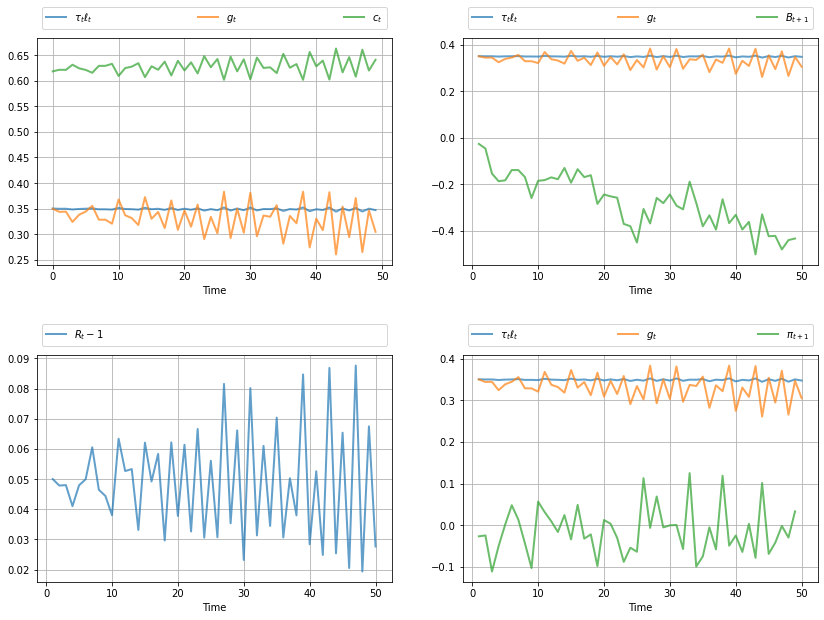 τₜℓₜ gₜ cₜ
0.65
0.60
0.55
0.50
0.45
0.40
0.35
0.30
0.25
0 10 20 30 40 50
Time
τₜℓₜ gₜ Bₜ₊₁
0.4
0.2
0.0
−0.2
−0.4
0 10 20 30 40 50
Time
Rₜ − 1
0.09
0.08
0.07
0.06
0.05
0.04
0.03
0.02
0 10 20 30 40 50
Time
τₜℓₜ gₜ πₜ₊₁
0.4
0.3
0.2
0.1
0.0
−0.1
0 10 20 30 40 50
Time